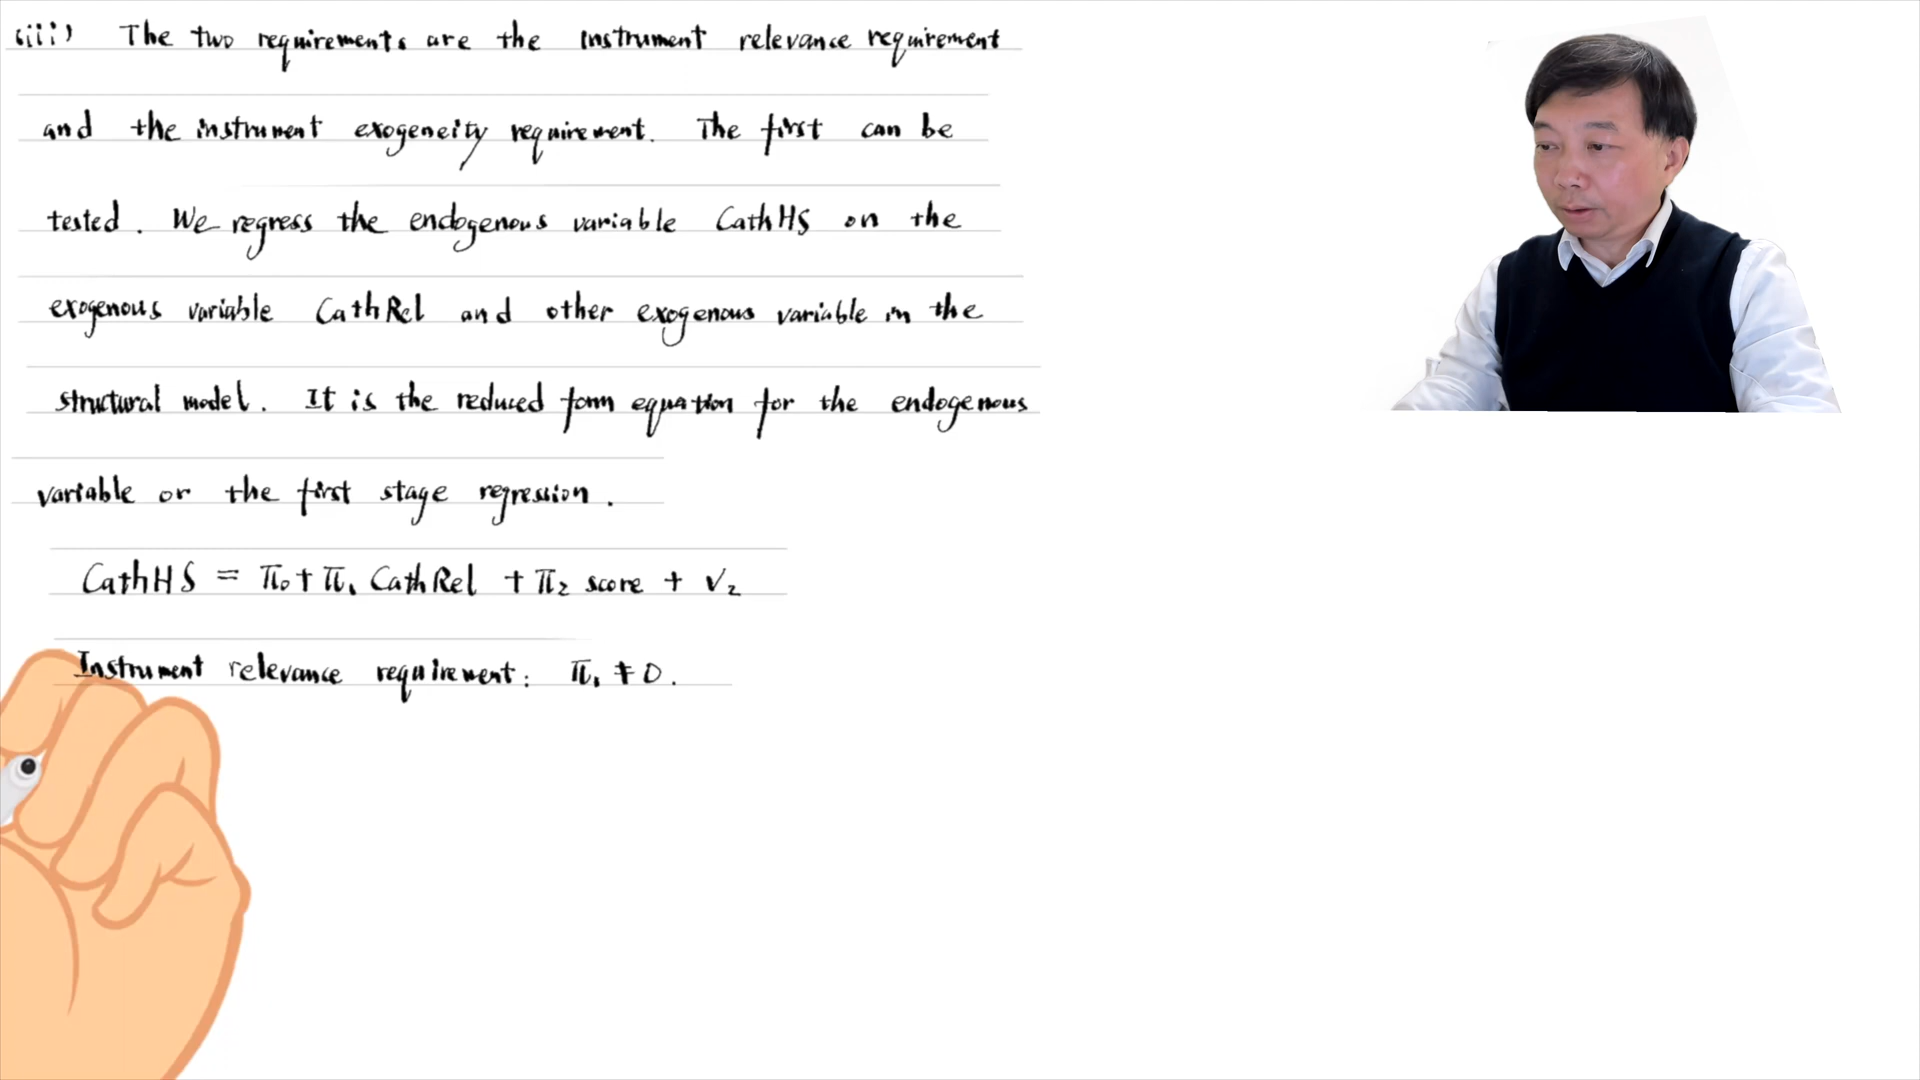 (iii) The two requirements are the instrument relevance requirement
and the instrument exogeneity requirement. The first can be
tested. We regress the endogenous variable CathHS on the
exogenous variable CathRel and other exogenous variable in the
structural model. It is the reduced form equation for the endogenous
variable or the first stage regression.
CathHS = π₀ + π₁ CathRel + π₂ score + v₂
Instrument relevance requirement: π₁ ≠ 0.